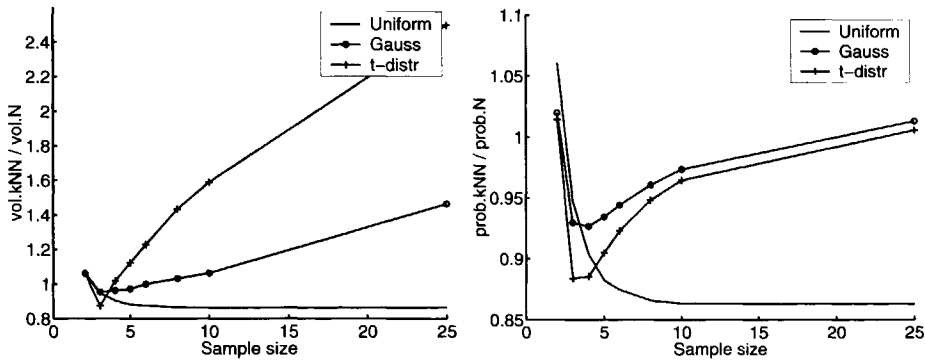 2.4
2.2
2
1.8
1.6
1.4
1.2
1
0.8
vol.kNN / vol.N
0 5 10 15 20 25
Sample size
Uniform
Gauss
t-distr
1.1
1.05
1
0.95
0.9
0.85
prob.kNN / prob.N
0 5 10 15 20 25
Sample size
Uniform
Gauss
t-distr